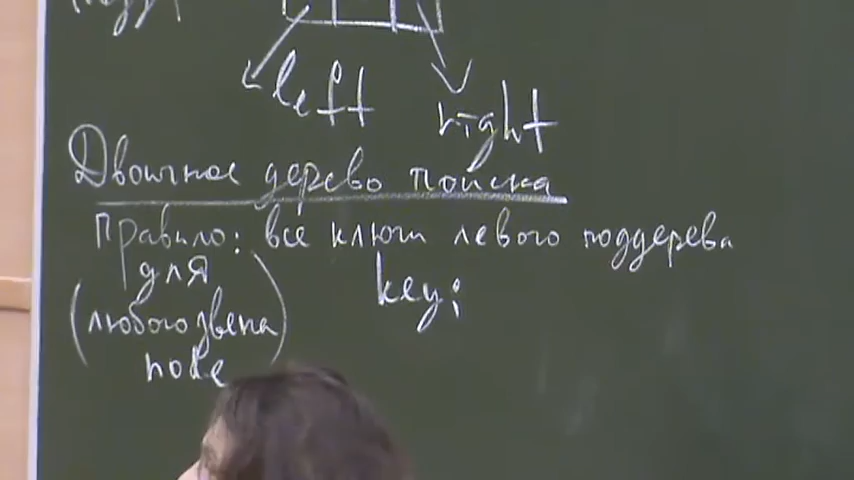 left
right
Двоичное дерево поиска
Правило: все ключи левого поддерева
для
(любого звена
node)
key;